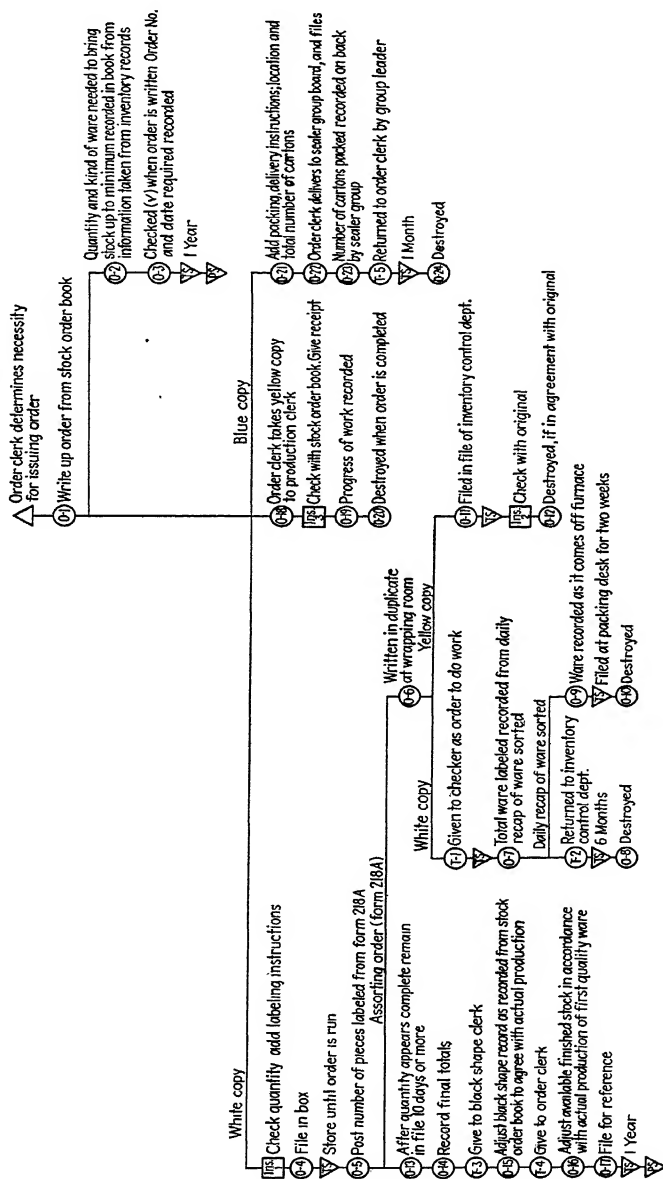 Order clerk determines necessity
for issuing order
O-1 Write up order from stock order book
Quantity and kind of ware needed to bring
O-2 stock up to minimum recorded in book from
information taken from inventory records
O-3 Checked (√) when order is written Order No.
and date required recorded
TS 1 Year
PS
White copy
Blue copy
Ins. 1 Check quantity add labeling instructions
O-4 File in box
TS Store until order is run
O-5 Post number of pieces labeled from form 218A
Assorting order (form 218A)
O-13 After quantity appears complete remain
in file 10 days or more
O-14 Record final totals
T-3 Give to black shape clerk
O-15 Adjust black shape record as recorded from stock
order book to agree with actual production
T-4 Give to order clerk
O-16 Adjust available finished stock in accordance
with actual production of first quality ware
O-17 File for reference
TS 1 Year
PS
Written in duplicate
O-6 at wrapping room
White copy
Yellow copy
T-1 Given to checker as order to do work
TS
O-7 Total ware labeled recorded from daily
recap of ware sorted
Daily recap of ware sorted
T-2 Returned to inventory
control dept.
TS 6 Months
O-8 Destroyed
O-9 Ware recorded as it comes off furnace
TS Filed at packing desk for two weeks
O-10 Destroyed
O-11 Filed in file of inventory control dept.
TS
Ins. 2 Check with original
O-12 Destroyed, if in agreement with original
O-18 Order clerk takes yellow copy
to production clerk
Ins. 3 Check with stock order book. Give receipt
O-19 Progress of work recorded
O-20 Destroyed when order is completed
O-21 Add packing, delivery instructions; location and
total number of cartons
O-22 Order clerk delivers to sealer group board, and files
O-23 Number of cartons packed recorded on back
by sealer group
T-5 Returned to order clerk by group leader
TS 1 Month
O-24 Destroyed